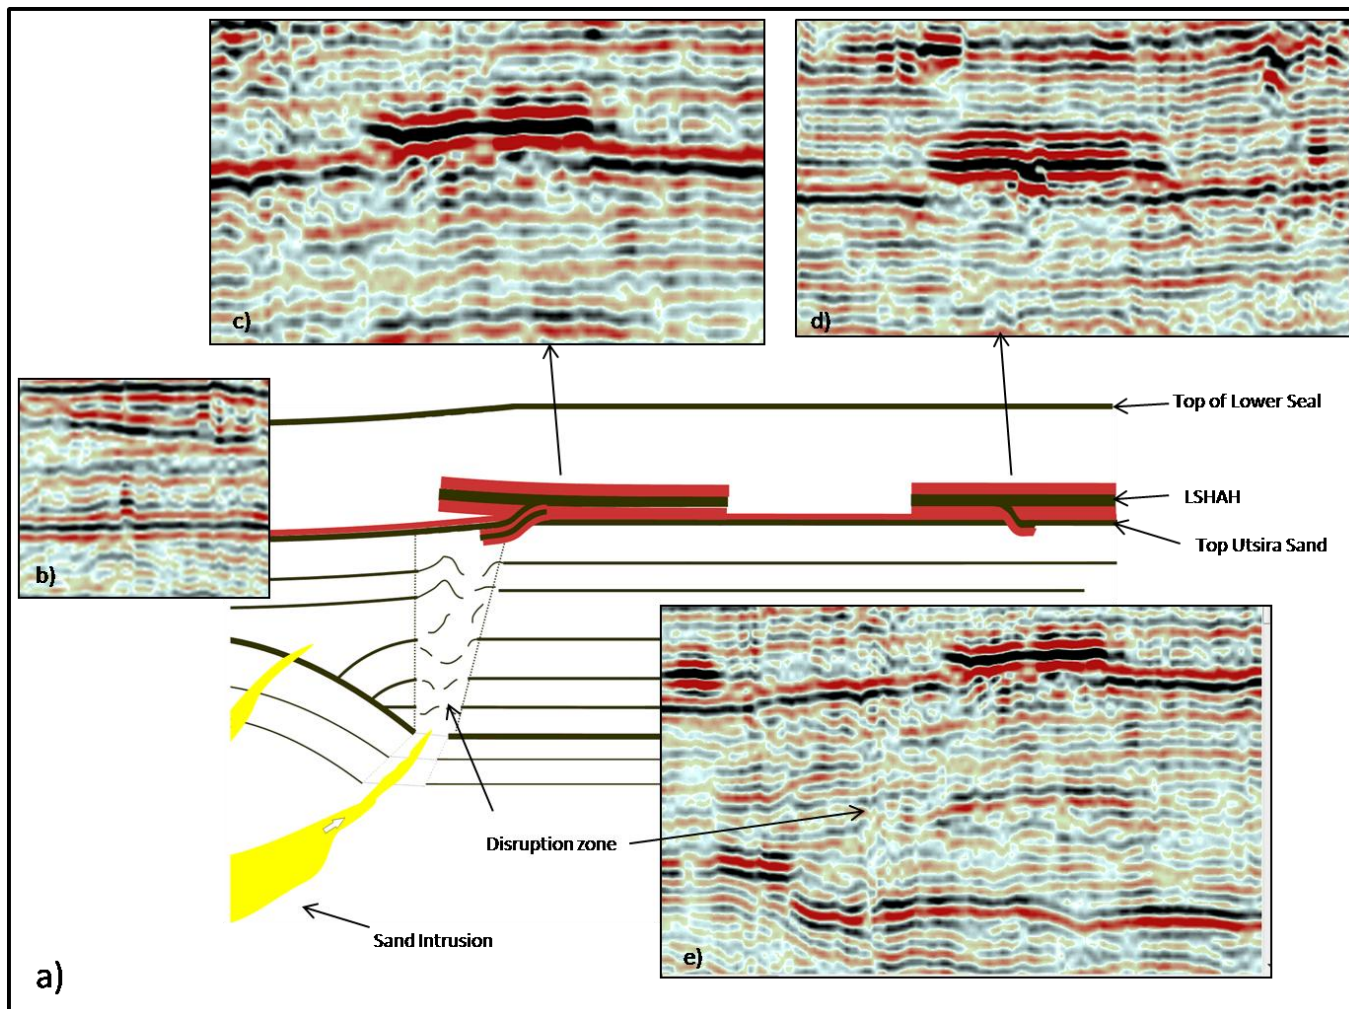 c)
d)
b)
Top of Lower Seal
LSHAH
Top Utsira Sand
Disruption zone
Sand Intrusion
e)
a)